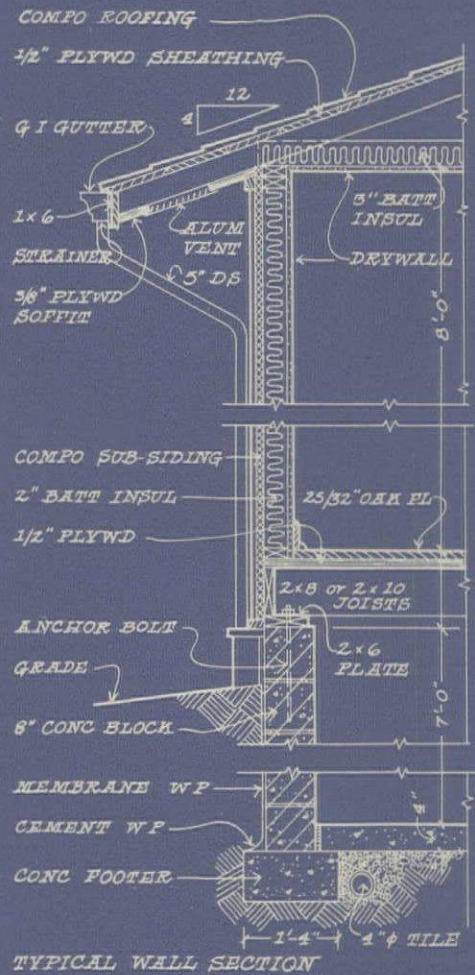 COMPO ROOFING
1/2" PLYWD SHEATHING
12
4
G I GUTTER
1×6
STRAINER
3/8" PLYWD
SOFFIT
ALUM
VENT
5" DS
3" BATT
INSUL
DRYWALL
8'-0"
COMPO SUB-SIDING
2" BATT INSUL
1/2" PLYWD
25/32" OAK FL
2×8 or 2×10
JOISTS
ANCHOR BOLT
2×6
PLATE
GRADE
8" CONC BLOCK
7'-0"
MEMBRANE WP
4"
CEMENT WP
CONC FOOTER
1'-4"
4"φ TILE
TYPICAL WALL SECTION